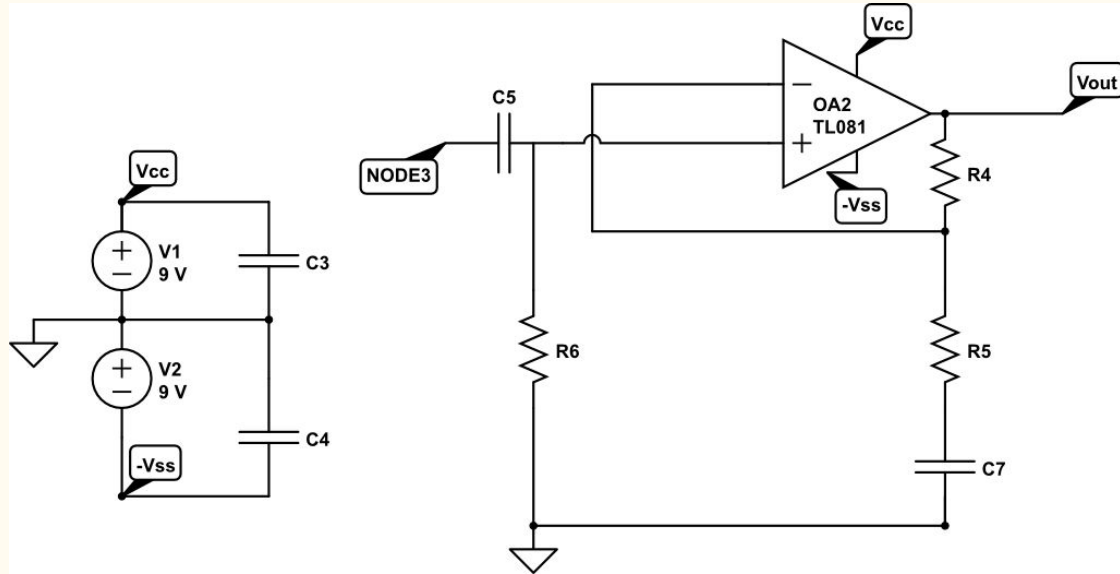 Vcc
V1
9 V
C3
V2
9 V
C4
-Vss
NODE3
C5
R6
OA2
TL081
Vcc
-Vss
Vout
R4
R5
C7